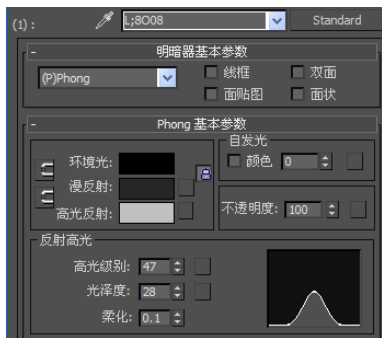 (1): L;8O08 Standard
- 明暗器基本参数
(P)Phong 线框 双面
面贴图 面状
- Phong 基本参数
自发光
环境光: 颜色 0
漫反射:
高光反射: 不透明度: 100
反射高光
高光级别: 47
光泽度: 28
柔化: 0.1